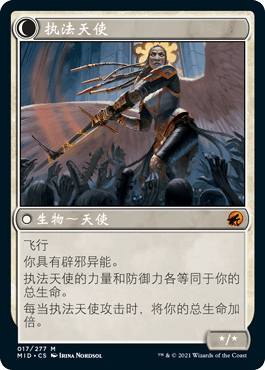 执法天使
生物～天使
飞行
你具有辟邪异能。
执法天使的力量和防御力各等同于你的
总生命。
每当执法天使攻击时，将你的总生命加
倍。
*/*
017/277 M
MID • CS IRINA NORDSOL
™ & © 2021 Wizards of the Coast